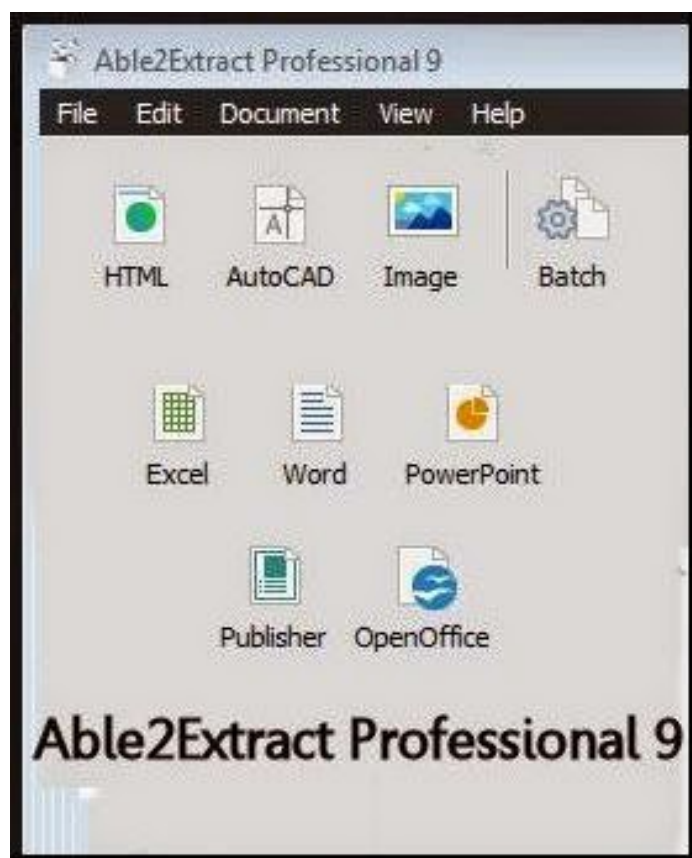 Able2Extract Professional 9
File Edit Document View Help
HTML AutoCAD Image Batch
Excel Word PowerPoint
Publisher OpenOffice
Able2Extract Professional 9